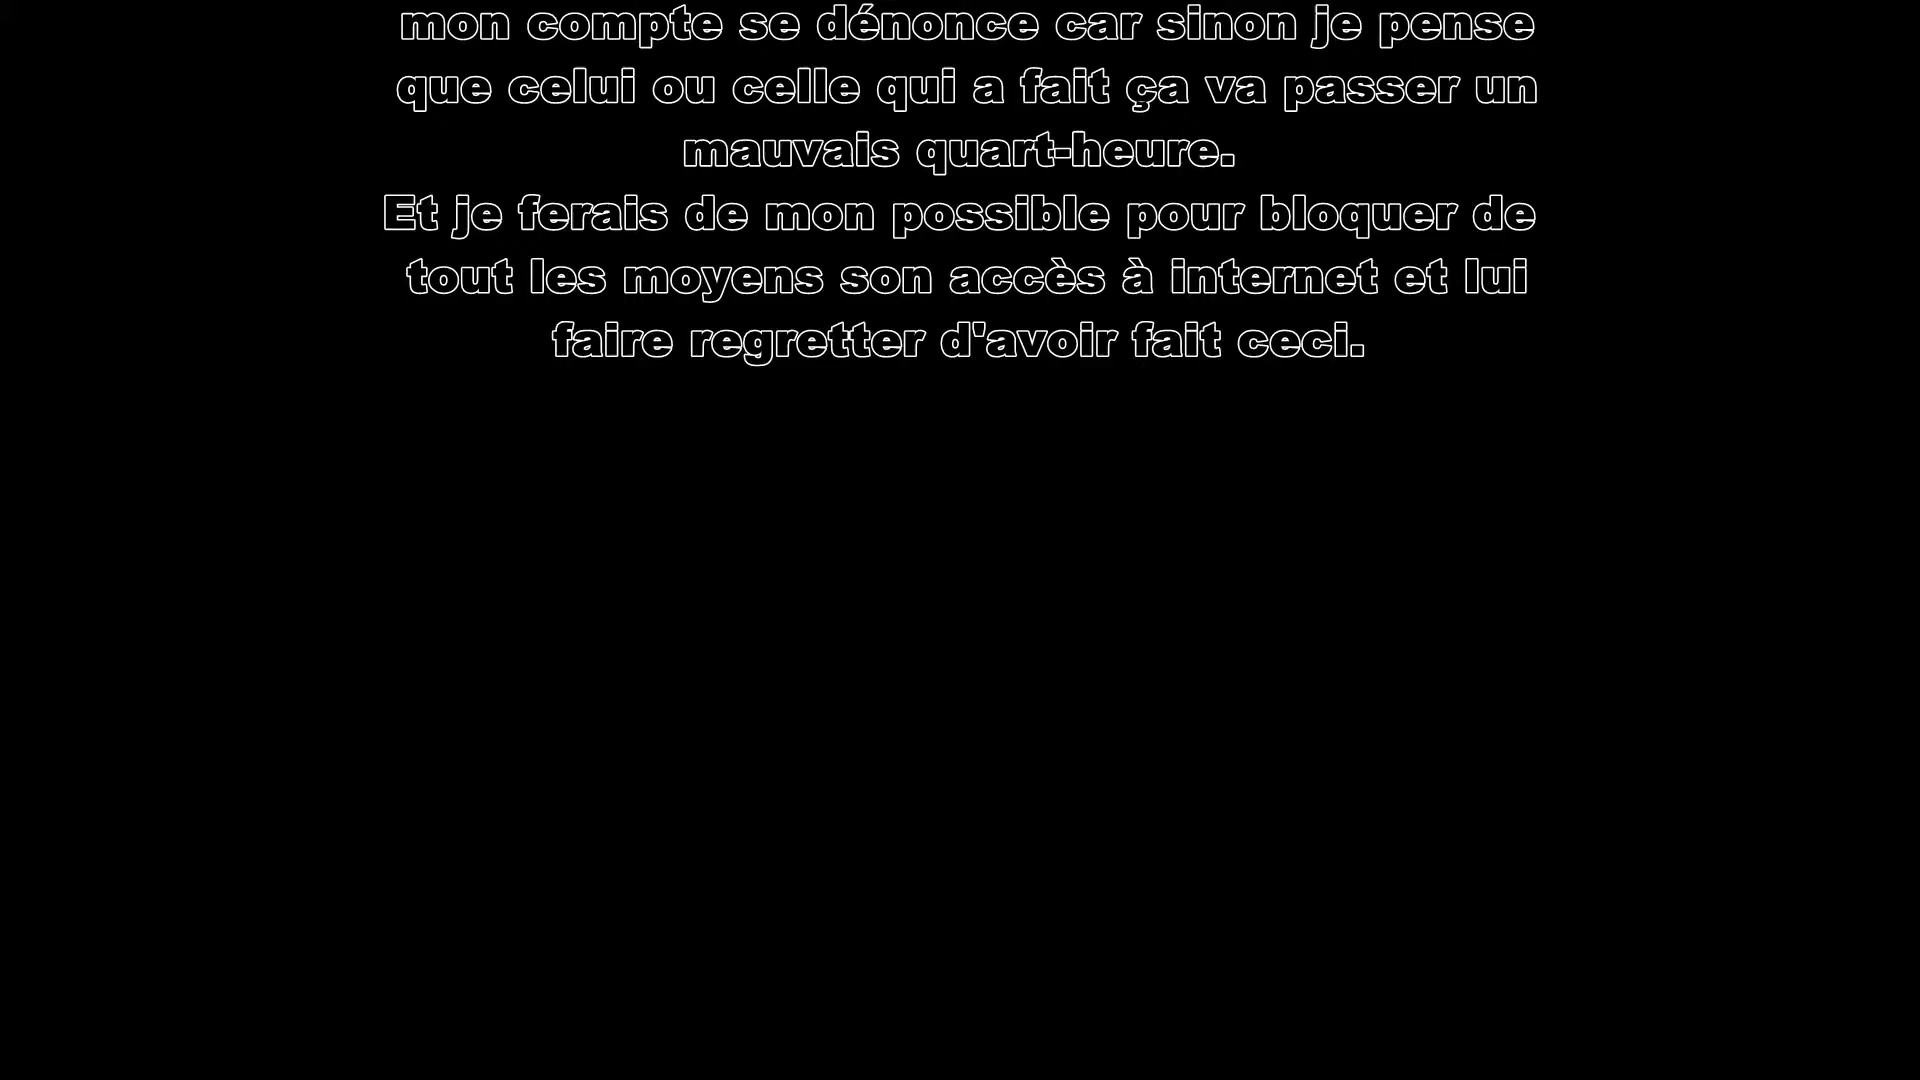 mon compte se dénonce car sinon je pense
que celui ou celle qui a fait ça va passer un
mauvais quart-heure.
Et je ferais de mon possible pour bloquer de
tout les moyens son accès à internet et lui
faire regretter d'avoir fait ceci.